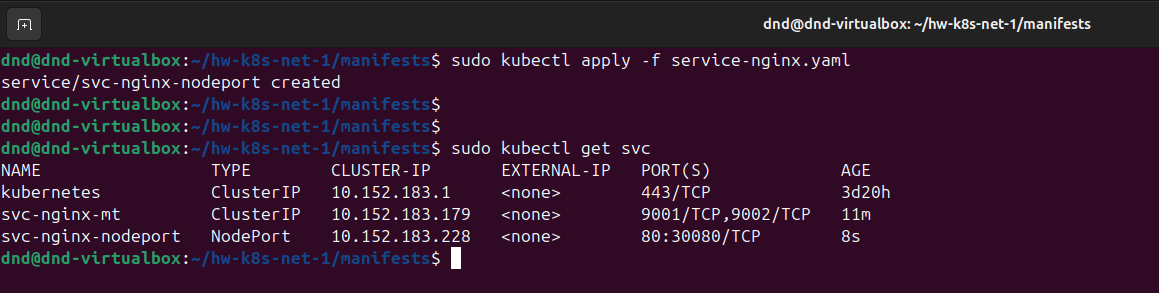 dnd@dnd-virtualbox: ~/hw-k8s-net-1/manifests
dnd@dnd-virtualbox:~/hw-k8s-net-1/manifests$ sudo kubectl apply -f service-nginx.yaml
service/svc-nginx-nodeport created
dnd@dnd-virtualbox:~/hw-k8s-net-1/manifests$
dnd@dnd-virtualbox:~/hw-k8s-net-1/manifests$
dnd@dnd-virtualbox:~/hw-k8s-net-1/manifests$ sudo kubectl get svc
NAME                 TYPE        CLUSTER-IP       EXTERNAL-IP   PORT(S)             AGE
kubernetes           ClusterIP   10.152.183.1     <none>        443/TCP             3d20h
svc-nginx-mt         ClusterIP   10.152.183.179   <none>        9001/TCP,9002/TCP   11m
svc-nginx-nodeport   NodePort    10.152.183.228   <none>        80:30080/TCP        8s
dnd@dnd-virtualbox:~/hw-k8s-net-1/manifests$